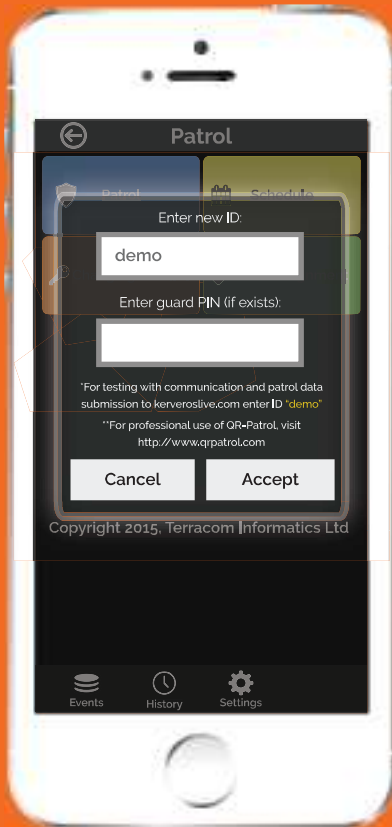 Patrol
Patrol Schedule
Enter new ID:
demo
Enter guard PIN (if exists):
*For testing with communication and patrol data
submission to kerveroslive.com enter ID "demo"
**For professional use of QR-Patrol, visit
http://www.qrpatrol.com
Cancel Accept
Copyright 2015, Terracom Informatics Ltd
Events History Settings